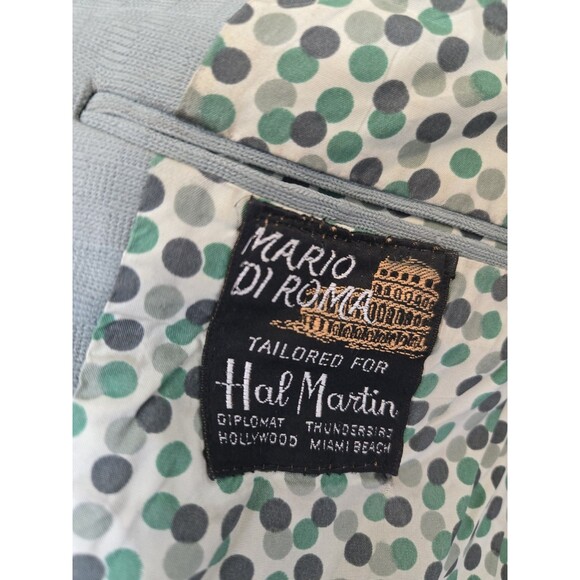 MARIO
DI ROMA
TAILORED FOR
Hal Martin
DIPLOMAT THUNDERBIRD
HOLLYWOOD MIAMI BEACH